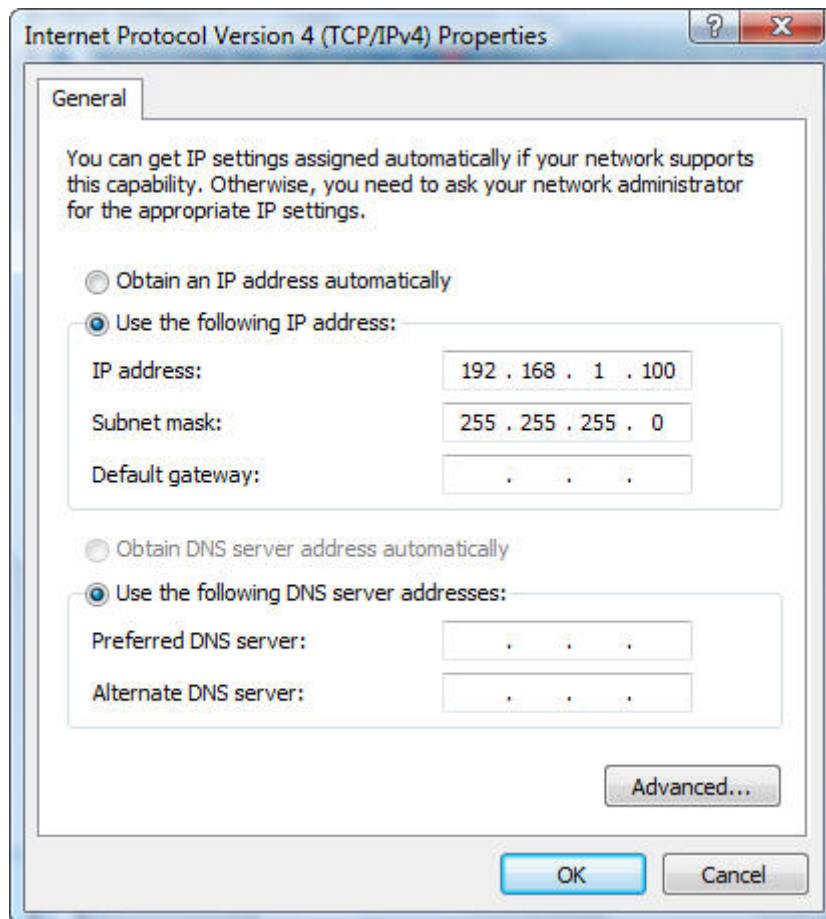 Internet Protocol Version 4 (TCP/IPv4) Properties
General
You can get IP settings assigned automatically if your network supports
this capability. Otherwise, you need to ask your network administrator
for the appropriate IP settings.
Obtain an IP address automatically
Use the following IP address:
IP address: 192 . 168 . 1 . 100
Subnet mask: 255 . 255 . 255 . 0
Default gateway: . . .
Obtain DNS server address automatically
Use the following DNS server addresses:
Preferred DNS server: . . .
Alternate DNS server: . . .
Advanced...
OK Cancel